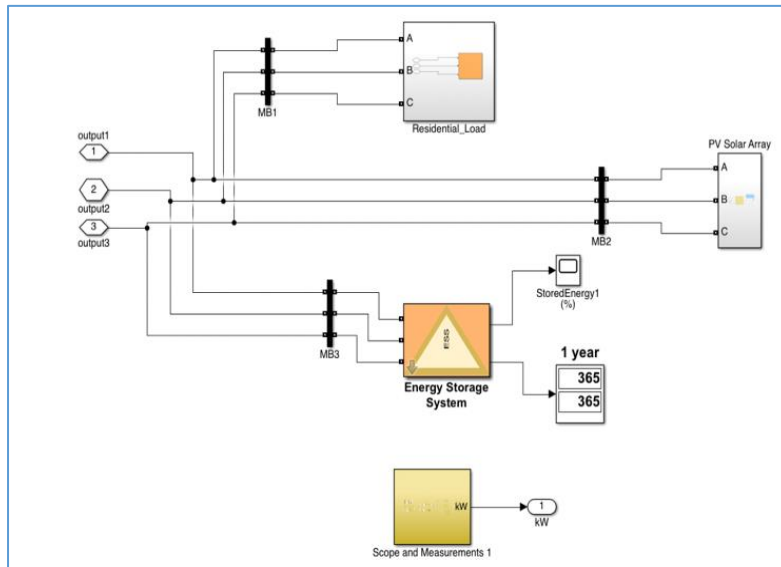 A
B
C
MB1
Residential_Load
output1
1
2
output2
3
output3
PV Solar Array
A
B
C
MB2
StoredEnergy1
(%)
MB3
ESS
Energy Storage
System
1 year
365
365
kW
1
kW
Scope and Measurements 1